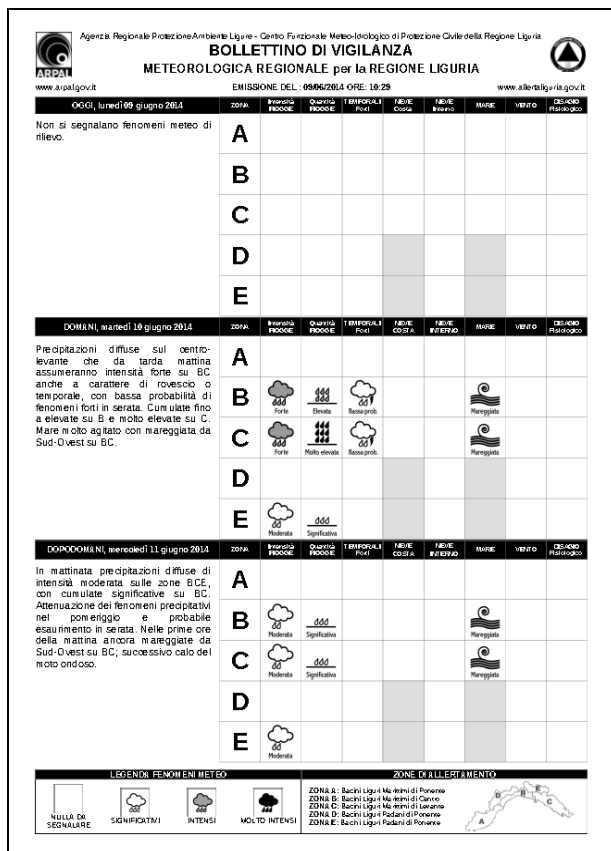 Agenzia Regionale Protezione Ambiente Ligure - Centro Funzionale Meteo-Idrologico di Protezione Civile della Regione Liguria
BOLLETTINO DI VIGILANZA
METEOROLOGICA REGIONALE per la REGIONE LIGURIA
ARPAL
www.arpal.gov.it EMISSIONE DEL : 09/06/2014 ORE: 10:29 www.allertaliguria.gov.it
OGGI, lunedì 09 giugno 2014 ZONA Intensità PIOGGE Quantità PIOGGE TEMPORALI Forti NEVE Costa NEVE Interno MARE VENTO DISAGIO Fisiologico
Non si segnalano fenomeni meteo di
rilievo.
A
B
C
D
E
DOMANI, martedì 10 giugno 2014 ZONA Intensità PIOGGE Quantità PIOGGE TEMPORALI Forti NEVE COSTA NEVE INTERNO MARE VENTO DISAGIO Fisiologico
Precipitazioni diffuse sul centro-
levante che da tarda mattina
assumeranno intensità forte su BC
anche a carattere di rovescio o
temporale, con bassa probabilità di
fenomeni forti in serata. Cumulate fino
a elevate su B e molto elevate su C.
Mare molto agitato con mareggiata da
Sud-Ovest su BC.
A
B Forte Elevata Bassa prob. Mareggiata
C Forte Molto elevata Bassa prob. Mareggiata
D
E Moderata Significativa
DOPODOMANI, mercoledì 11 giugno 2014 ZONA Intensità PIOGGE Quantità PIOGGE TEMPORALI Forti NEVE COSTA NEVE INTERNO MARE VENTO DISAGIO Fisiologico
In mattinata precipitazioni diffuse di
intensità moderata sulle zone BCE,
con cumulate significative su BC.
Attenuazione dei fenomeni precipitativi
nel pomeriggio e probabile
esaurimento in serata. Nelle prime ore
della mattina ancora mareggiate da
Sud-Ovest su BC; successivo calo del
moto ondoso.
A
B Moderata Significativa Mareggiata
C Moderata Significativa Mareggiata
D
E Moderata
LEGENDA FENOMENI METEO
NULLA DA
SEGNALARE SIGNIFICATIVI INTENSI MOLTO INTENSI
ZONE DI ALLERTAMENTO
ZONA A: Bacini Liguri Marittimi di Ponente
ZONA B: Bacini Liguri Marittimi di Centro
ZONA C: Bacini Liguri Marittimi di Levante
ZONA D: Bacini Liguri Padani di Ponente
ZONA E: Bacini Liguri Padani di Ponente
A D B E C